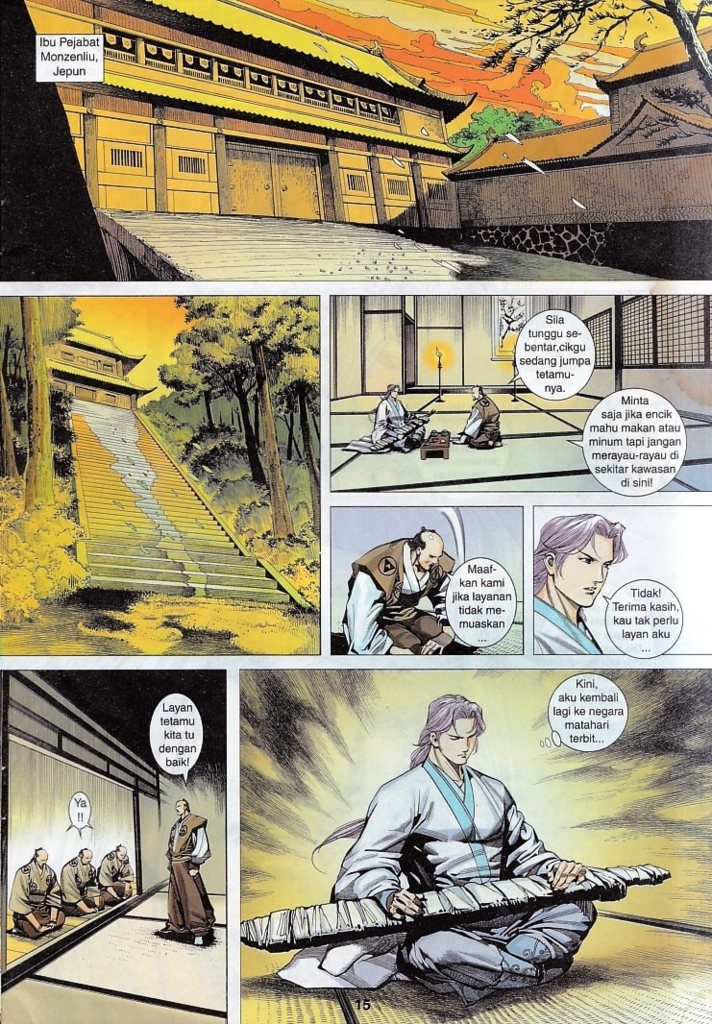 Ibu Pejabat
Monzenliu,
Jepun
Sila
tunggu se-
bentar,cikgu
sedang jumpa
tetamu-
nya.
Minta
saja jika encik
mahu makan atau
minum tapi jangan
merayau-rayau di
sekitar kawasan
di sini!
Maaf-
kan kami
jika layanan
tidak me-
muaskan
...
Tidak!
Terima kasih,
kau tak perlu
layan aku
...
Layan
tetamu
kita tu
dengan
baik!
Ya
!!
Kini,
aku kembali
lagi ke negara
matahari
terbit...
15